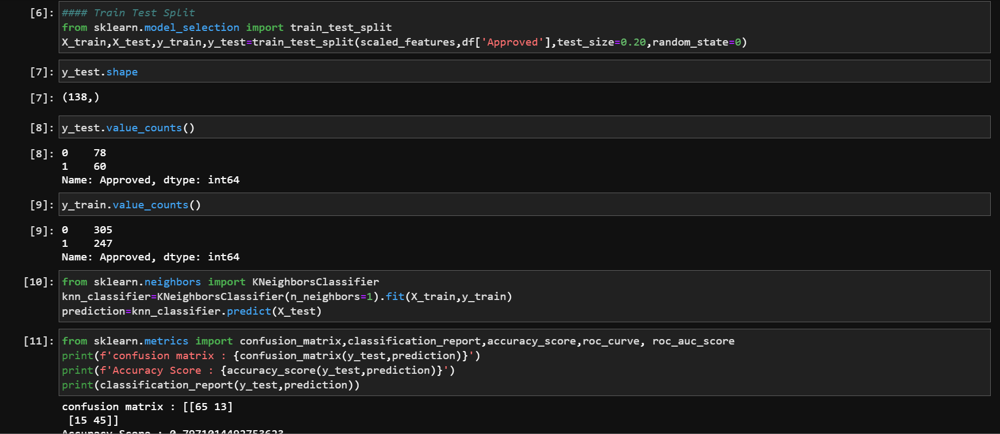 [6]: #### Train Test Split
from sklearn.model_selection import train_test_split
X_train,X_test,y_train,y_test=train_test_split(scaled_features,df['Approved'],test_size=0.20,random_state=0)
[7]: y_test.shape
[7]: (138,)
[8]: y_test.value_counts()
[8]: 0    78
1    60
Name: Approved, dtype: int64
[9]: y_train.value_counts()
[9]: 0    305
1    247
Name: Approved, dtype: int64
[10]: from sklearn.neighbors import KNeighborsClassifier
knn_classifier=KNeighborsClassifier(n_neighbors=1).fit(X_train,y_train)
prediction=knn_classifier.predict(X_test)
[11]: from sklearn.metrics import confusion_matrix,classification_report,accuracy_score,roc_curve, roc_auc_score
print(f'confusion matrix : {confusion_matrix(y_test,prediction)}')
print(f'Accuracy Score : {accuracy_score(y_test,prediction)}')
print(classification_report(y_test,prediction))
confusion matrix : [[65 13]
[15 45]]
Accuracy Score : 0.7971014492753623